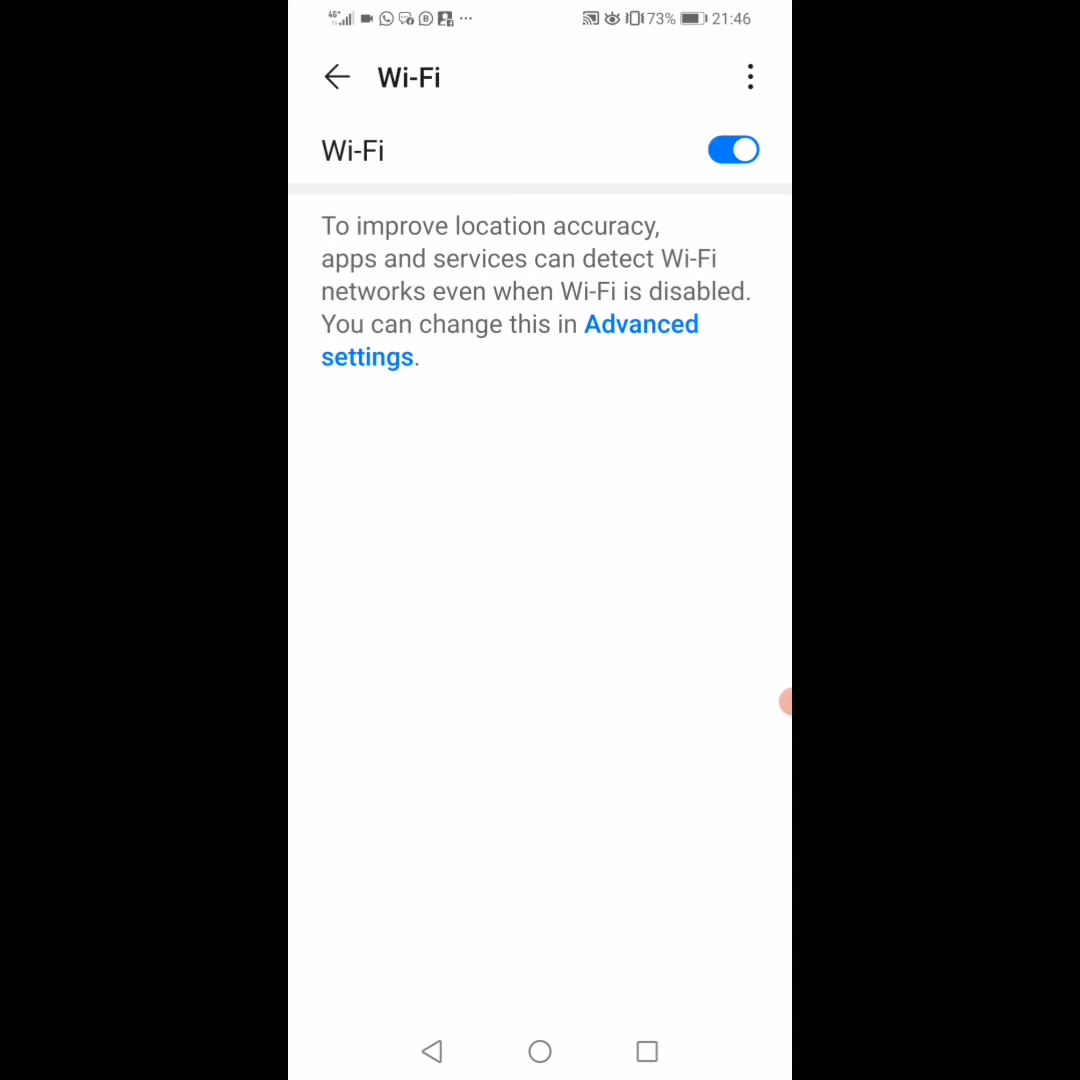 4G+ 73% 21:46
Wi-Fi
Wi-Fi
To improve location accuracy,
apps and services can detect Wi-Fi
networks even when Wi-Fi is disabled.
You can change this in Advanced
settings.